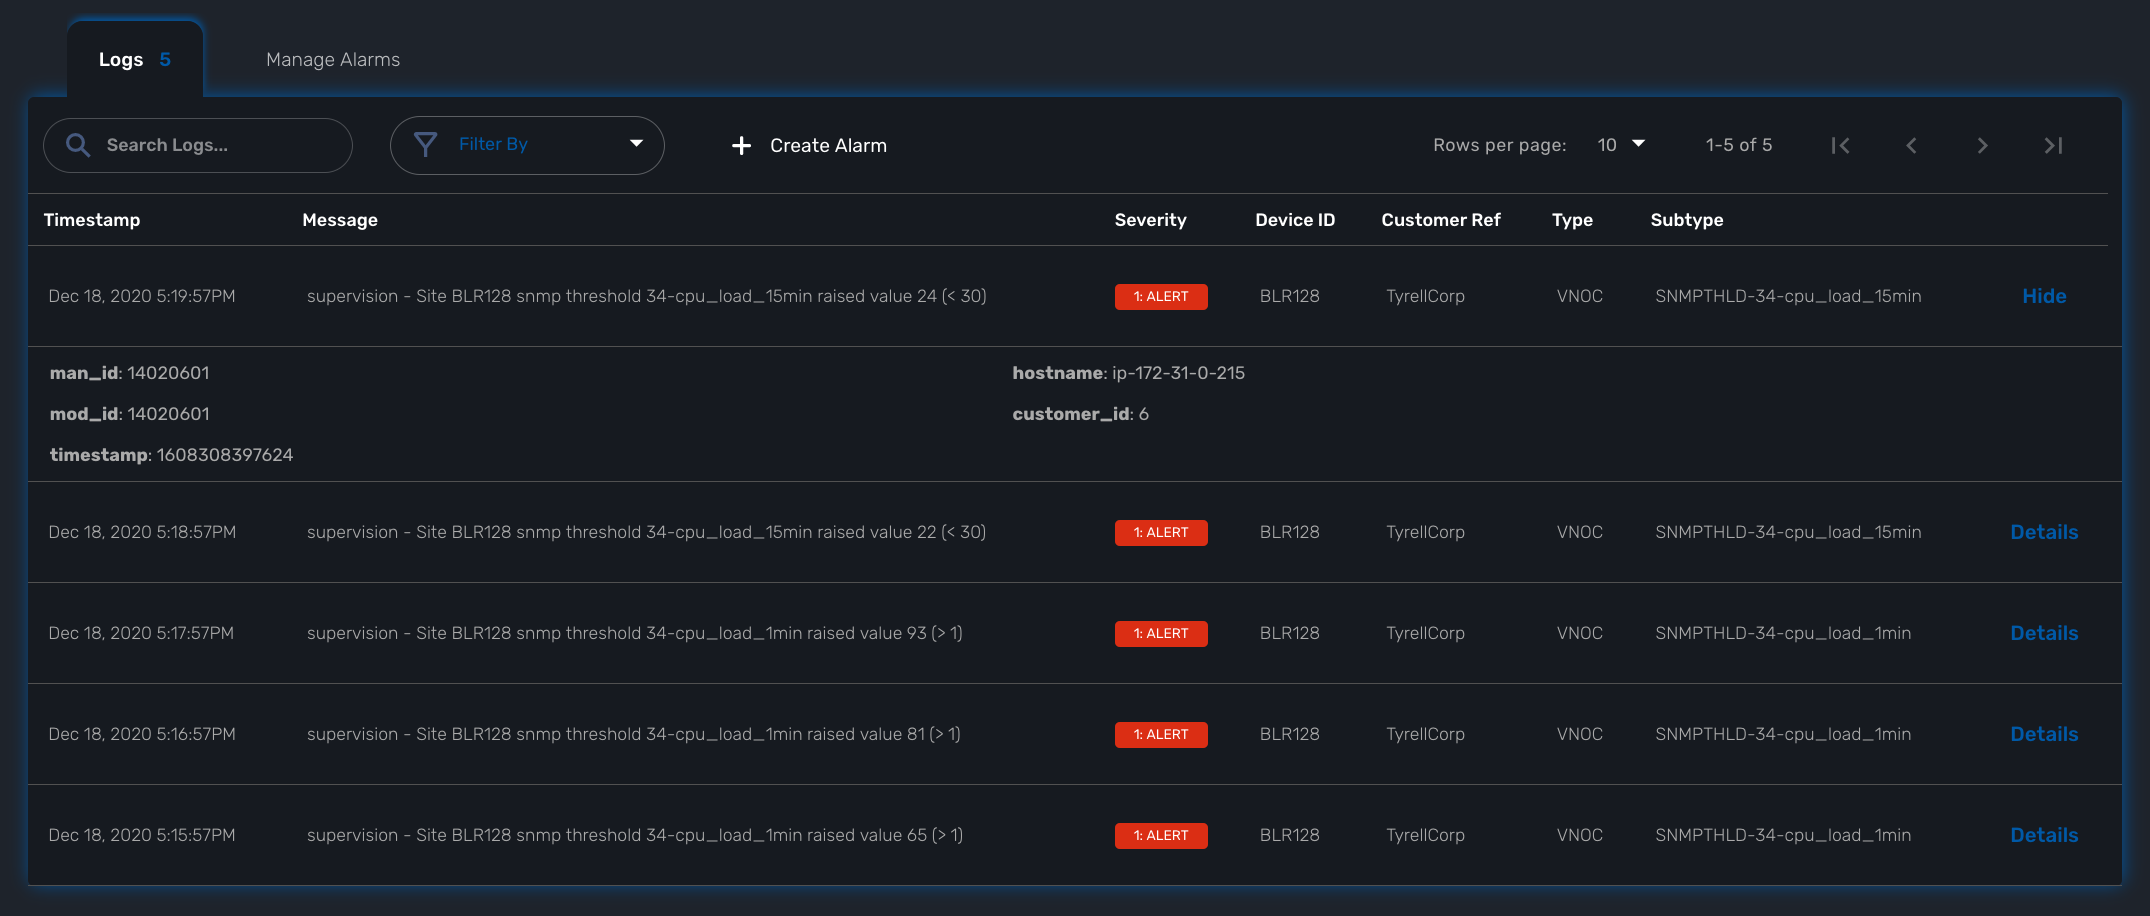 Logs 5 Manage Alarms
Search Logs... Filter By Create Alarm Rows per page: 10 1-5 of 5
Timestamp Message Severity Device ID Customer Ref Type Subtype
Dec 18, 2020 5:19:57PM supervision - Site BLR128 snmp threshold 34-cpu_load_15min raised value 24 (< 30) 1: ALERT BLR128 TyrellCorp VNOC SNMPTHLD-34-cpu_load_15min Hide
man_id: 14020601 hostname: ip-172-31-0-215
mod_id: 14020601 customer_id: 6
timestamp: 1608308397624
Dec 18, 2020 5:18:57PM supervision - Site BLR128 snmp threshold 34-cpu_load_15min raised value 22 (< 30) 1: ALERT BLR128 TyrellCorp VNOC SNMPTHLD-34-cpu_load_15min Details
Dec 18, 2020 5:17:57PM supervision - Site BLR128 snmp threshold 34-cpu_load_1min raised value 93 (> 1) 1: ALERT BLR128 TyrellCorp VNOC SNMPTHLD-34-cpu_load_1min Details
Dec 18, 2020 5:16:57PM supervision - Site BLR128 snmp threshold 34-cpu_load_1min raised value 81 (> 1) 1: ALERT BLR128 TyrellCorp VNOC SNMPTHLD-34-cpu_load_1min Details
Dec 18, 2020 5:15:57PM supervision - Site BLR128 snmp threshold 34-cpu_load_1min raised value 65 (> 1) 1: ALERT BLR128 TyrellCorp VNOC SNMPTHLD-34-cpu_load_1min Details